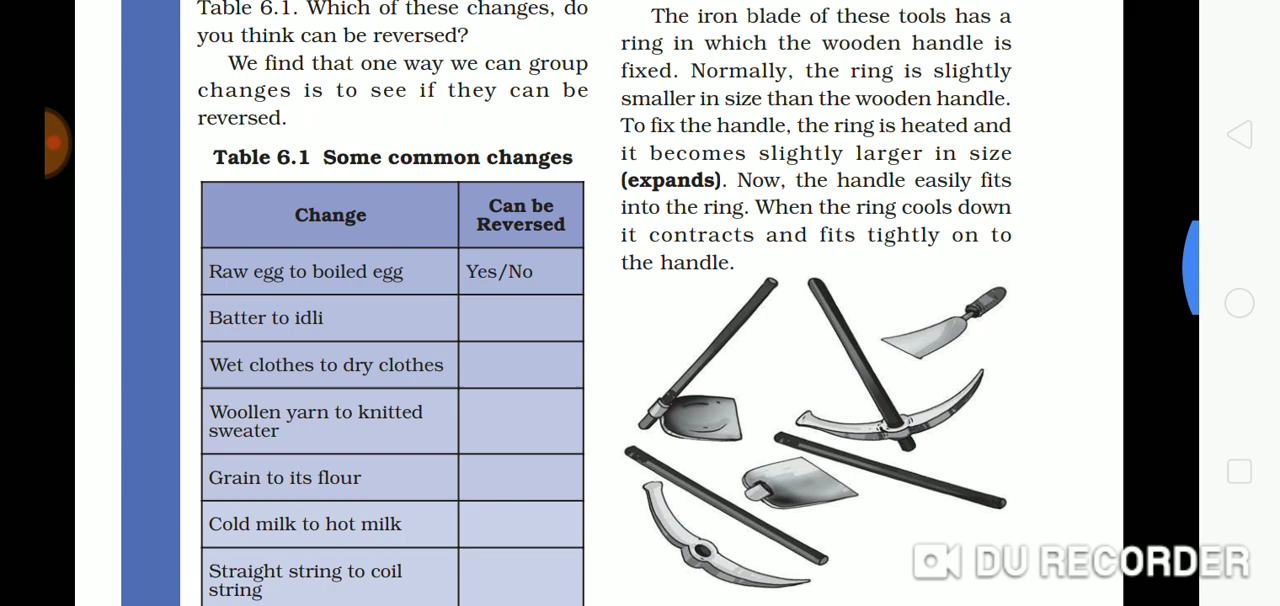 Table 6.1. Which of these changes, do
you think can be reversed?
We find that one way we can group
changes is to see if they can be
reversed.
Table 6.1 Some common changes
Change
Can be
Reversed
Raw egg to boiled egg
Yes/No
Batter to idli
Wet clothes to dry clothes
Woollen yarn to knitted
sweater
Grain to its flour
Cold milk to hot milk
Straight string to coil
string
The iron blade of these tools has a
ring in which the wooden handle is
fixed. Normally, the ring is slightly
smaller in size than the wooden handle.
To fix the handle, the ring is heated and
it becomes slightly larger in size
(expands). Now, the handle easily fits
into the ring. When the ring cools down
it contracts and fits tightly on to
the handle.
DU RECORDER